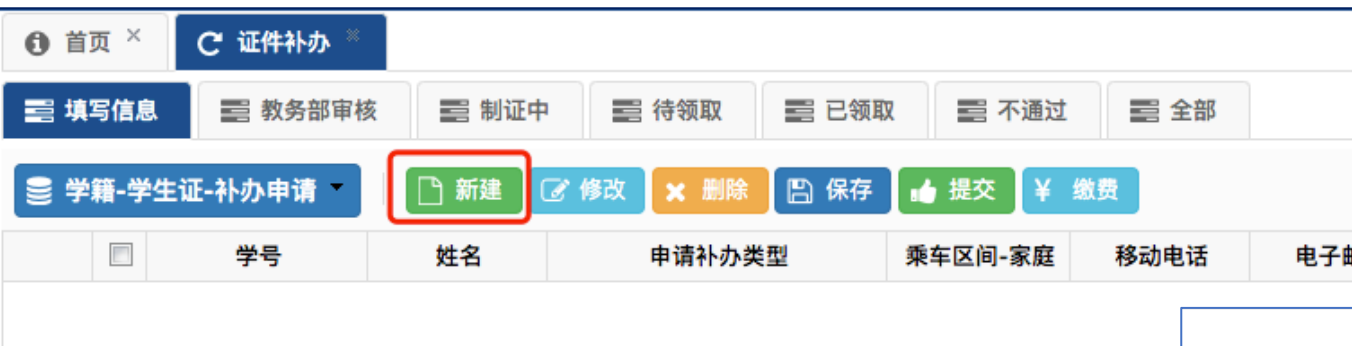 首页 证件补办
填写信息 教务部审核 制证中 待领取 已领取 不通过 全部
学籍-学生证-补办申请 新建 修改 删除 保存 提交 ¥ 缴费
学号 姓名 申请补办类型 乘车区间-家庭 移动电话 电子邮